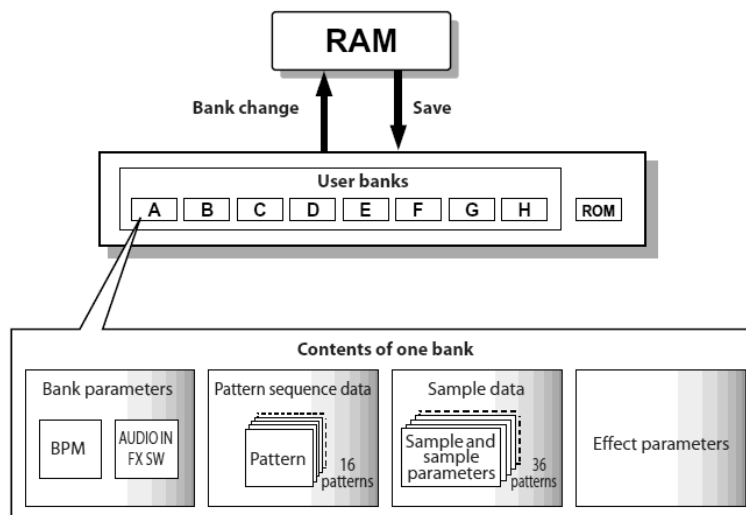 RAM
Bank change
Save
User banks
A B C D E F G H
ROM
Contents of one bank
Bank parameters
BPM
AUDIO IN
FX SW
Pattern sequence data
Pattern
16
patterns
Sample data
Sample and
sample
parameters
36
patterns
Effect parameters